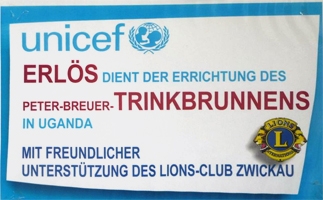 unicef
ERLÖS DIENT DER ERRICHTUNG DES
PETER-BREUER-TRINKBRUNNENS
IN UGANDA
LIONS
L
MIT FREUNDLICHER
UNTERSTÜTZUNG DES LIONS-CLUB ZWICKAU